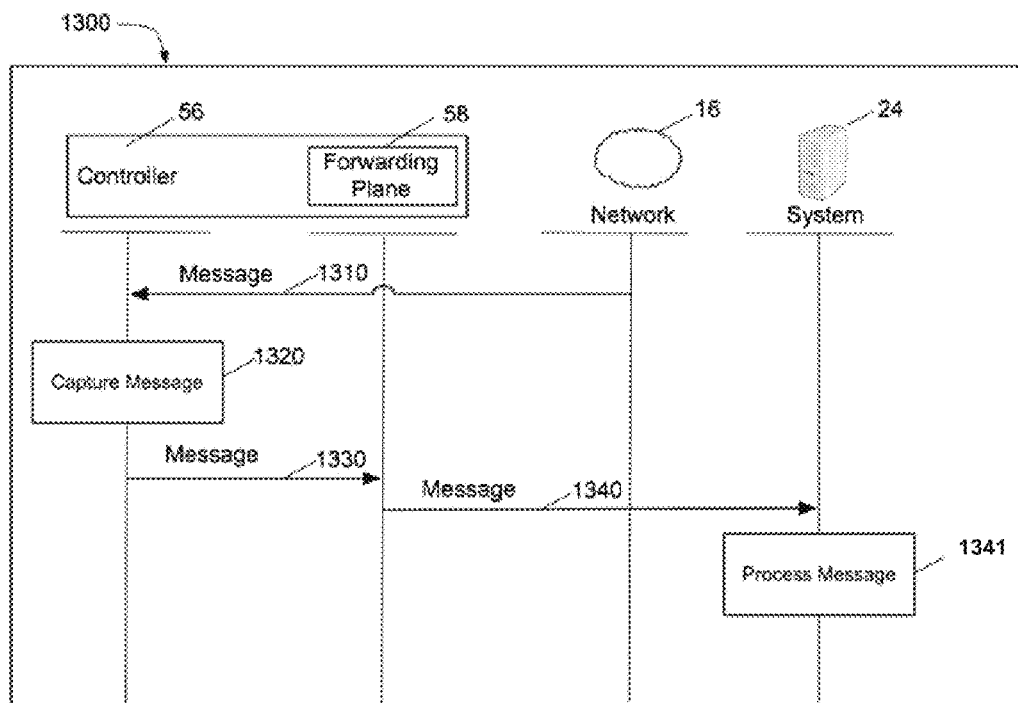 1300
56
58
16
24
Controller
Forwarding
Plane
Network
System
Message
1310
Capture Message
1320
Message
1330
Message
1340
Process Message
1341